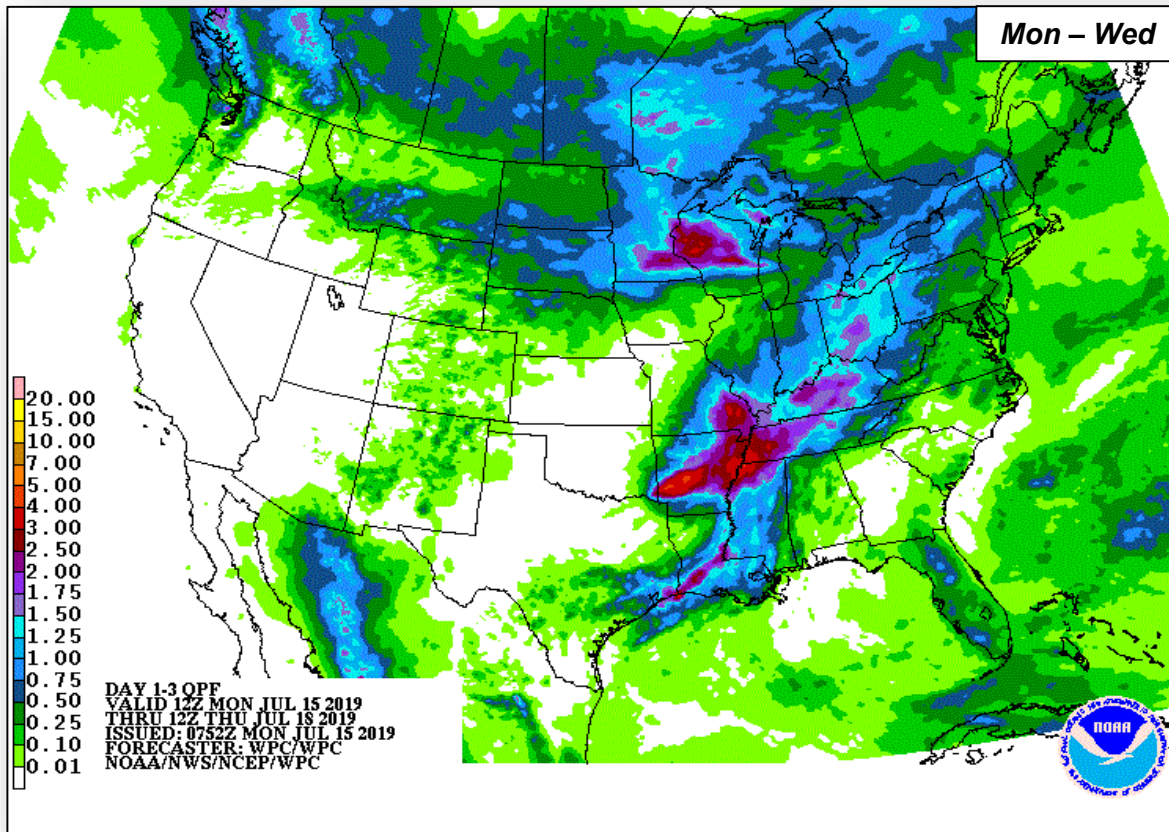 Mon – Wed
20.00
15.00
10.00
7.00
5.00
4.00
3.00
2.50
2.00
1.75
1.50
1.25
1.00
0.75
0.50
0.25
0.10
0.01
DAY 1-3 QPF
VALID 12Z MON JUL 15 2019
THRU 12Z THU JUL 18 2019
ISSUED: 0752Z MON JUL 15 2019
FORECASTER: WPC/WPC
NOAA/NWS/NCEP/WPC
NOAA